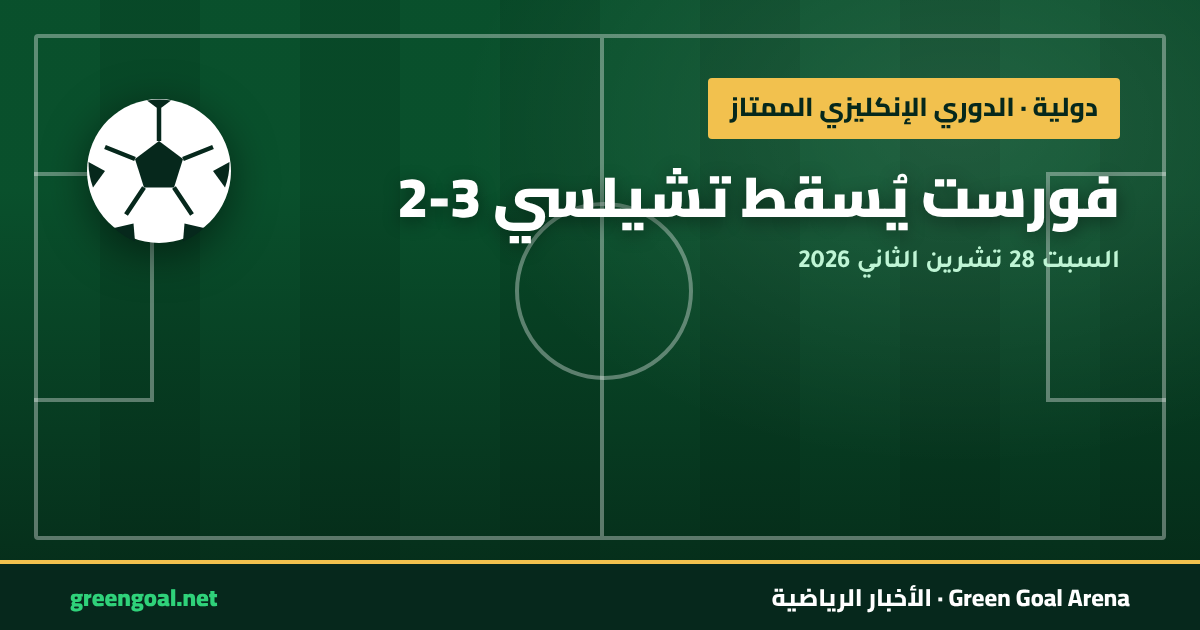 دولية · الدوري الإنكليزي الممتاز
فورست يُسقط تشيلسي 3-2
السبت 28 تشرين الثاني 2026
Green Goal Arena · الأخبار الرياضية
greengoal.net